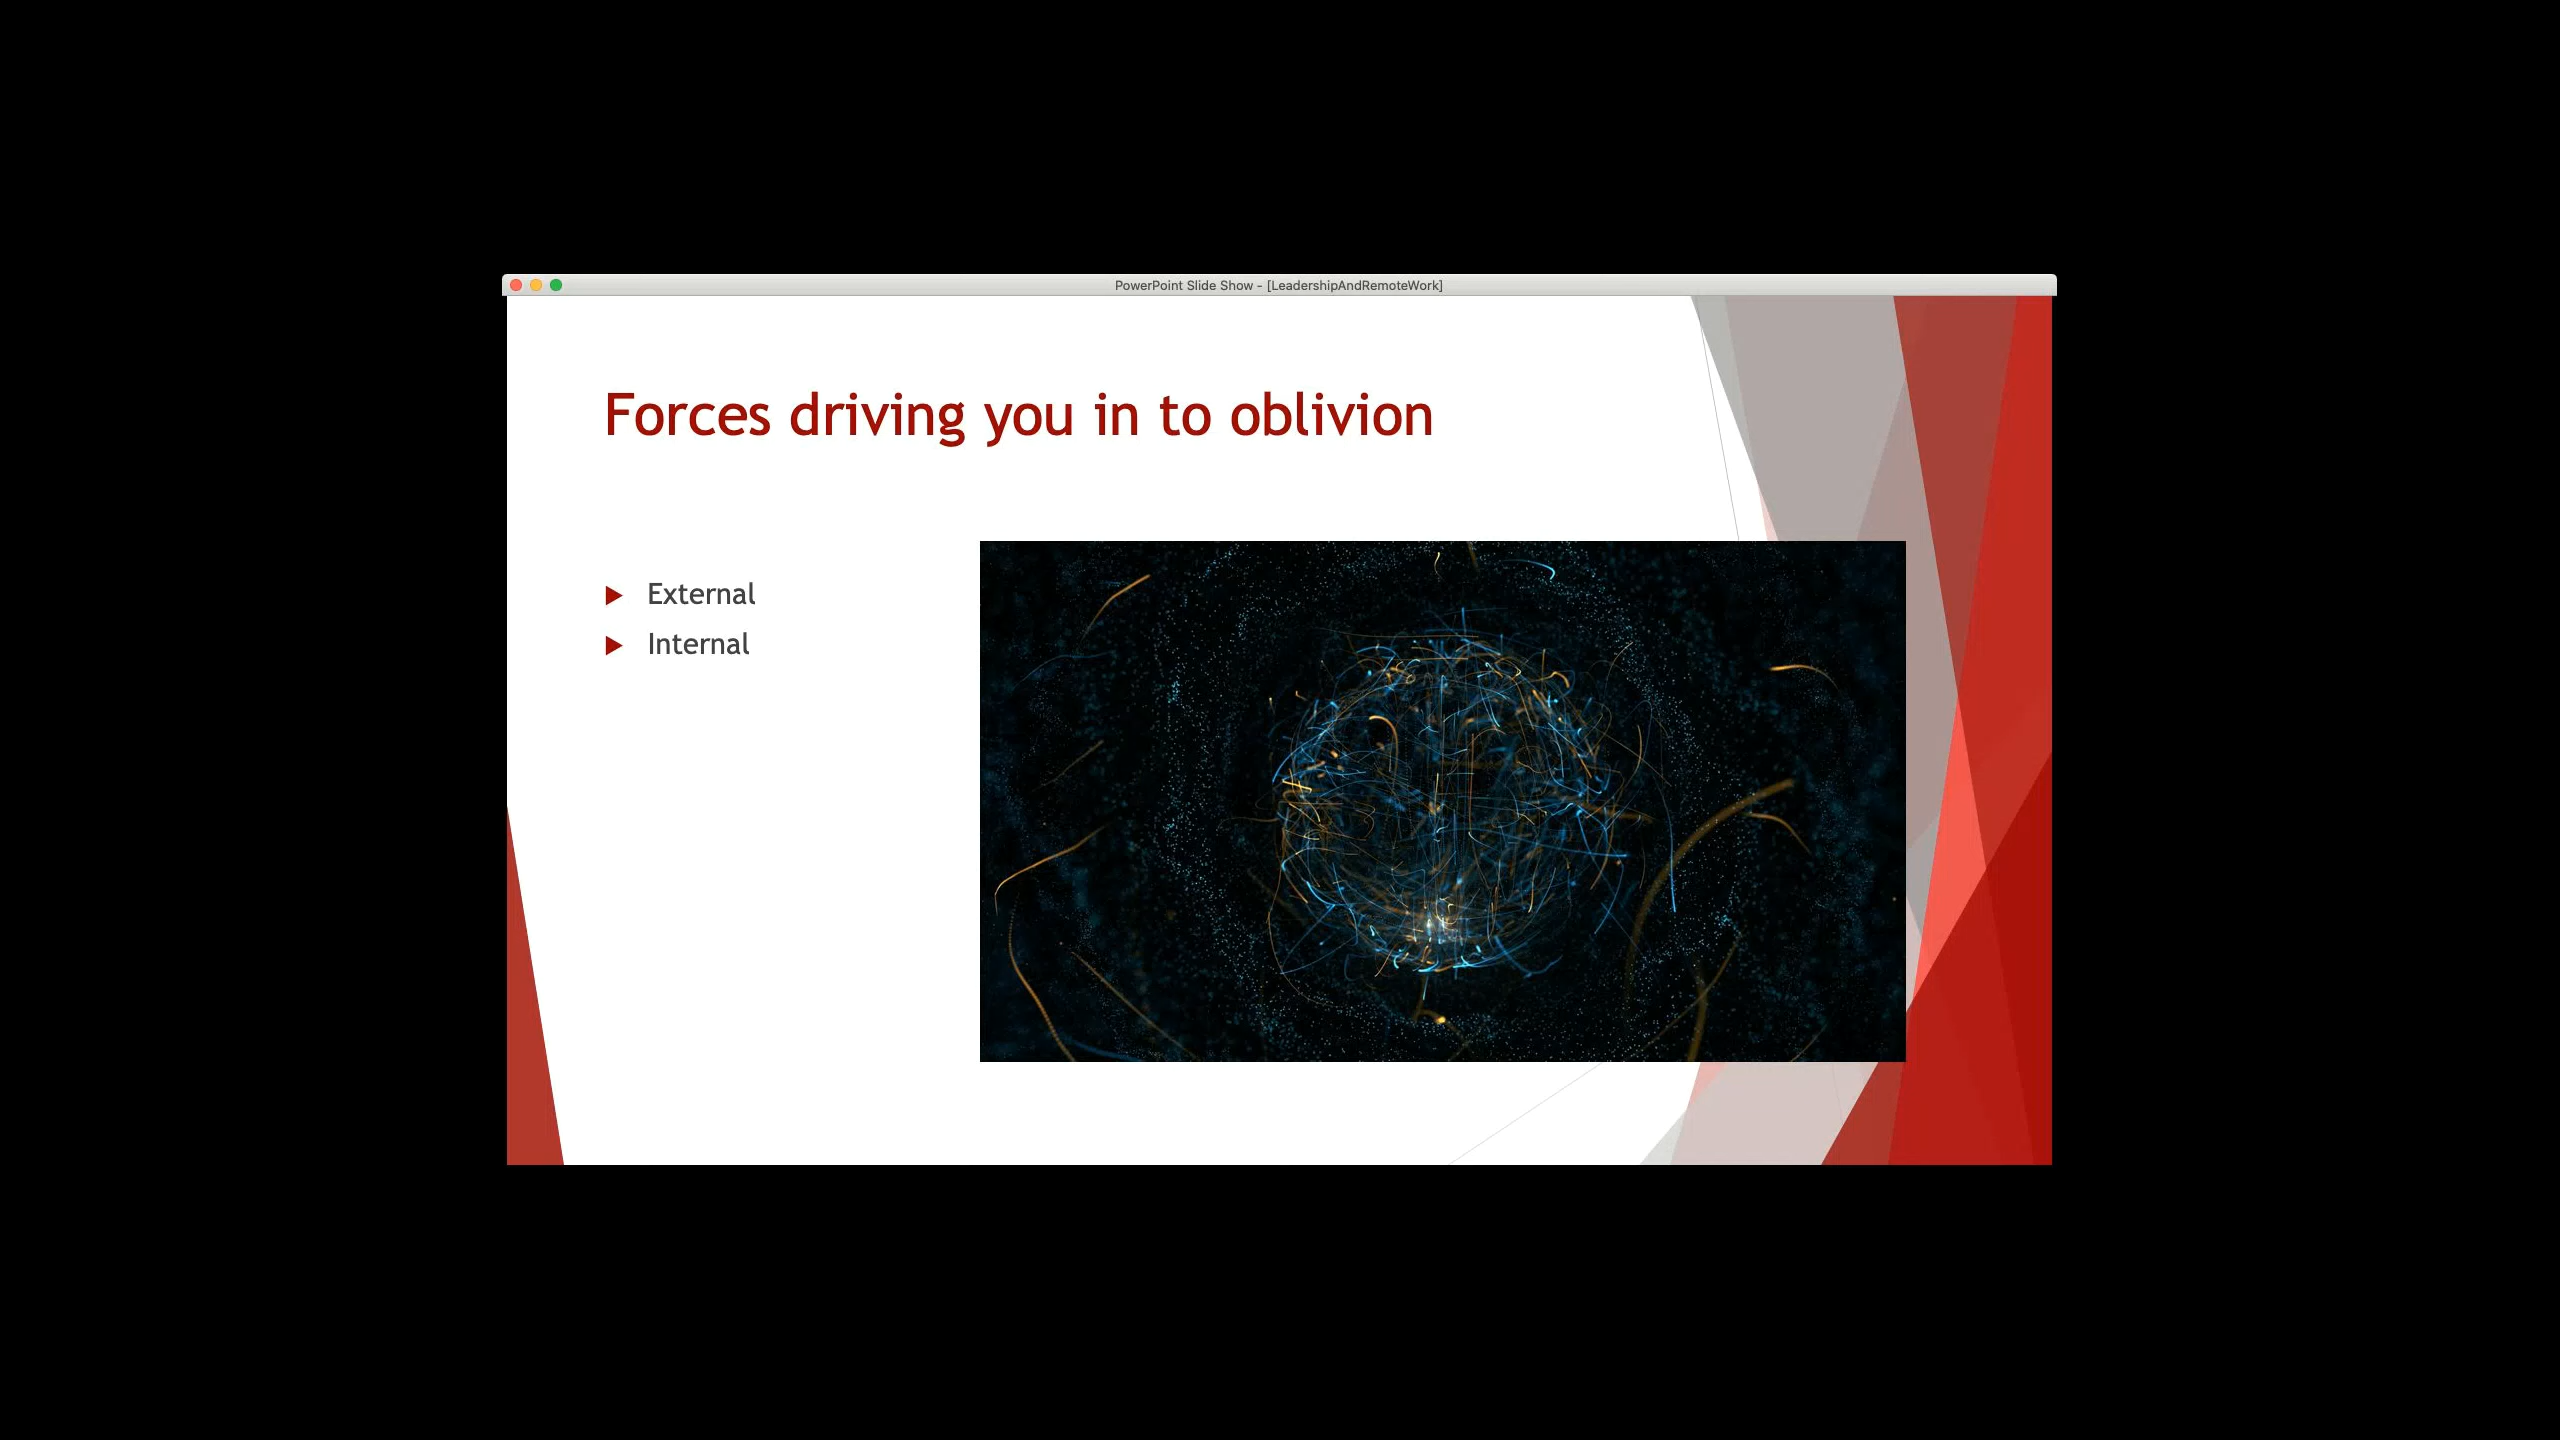 PowerPoint Slide Show - [LeadershipAndRemoteWork]
Forces driving you in to oblivion
External
Internal